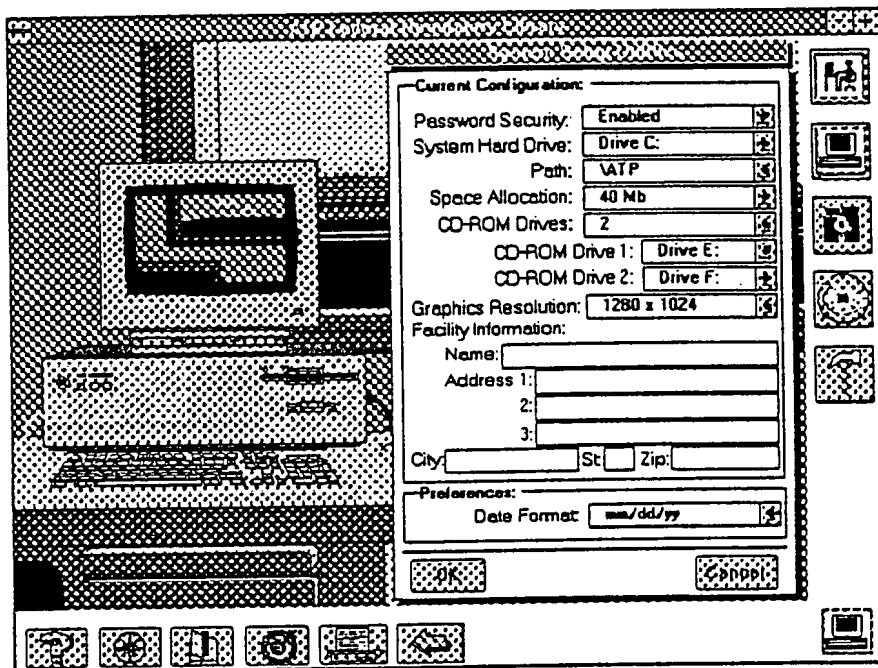 Current Configuration:
Password Security: Enabled
System Hard Drive: Drive C:
Path: \ATP
Space Allocation: 40 Mb
CD-ROM Drives: 2
CD-ROM Drive 1: Drive E:
CD-ROM Drive 2: Drive F:
Graphics Resolution: 1280 x 1024
Facility Information:
Name:
Address 1:
2:
3:
City: St: Zip:
Preferences:
Date Format: mm/dd/yy
OK Cancel